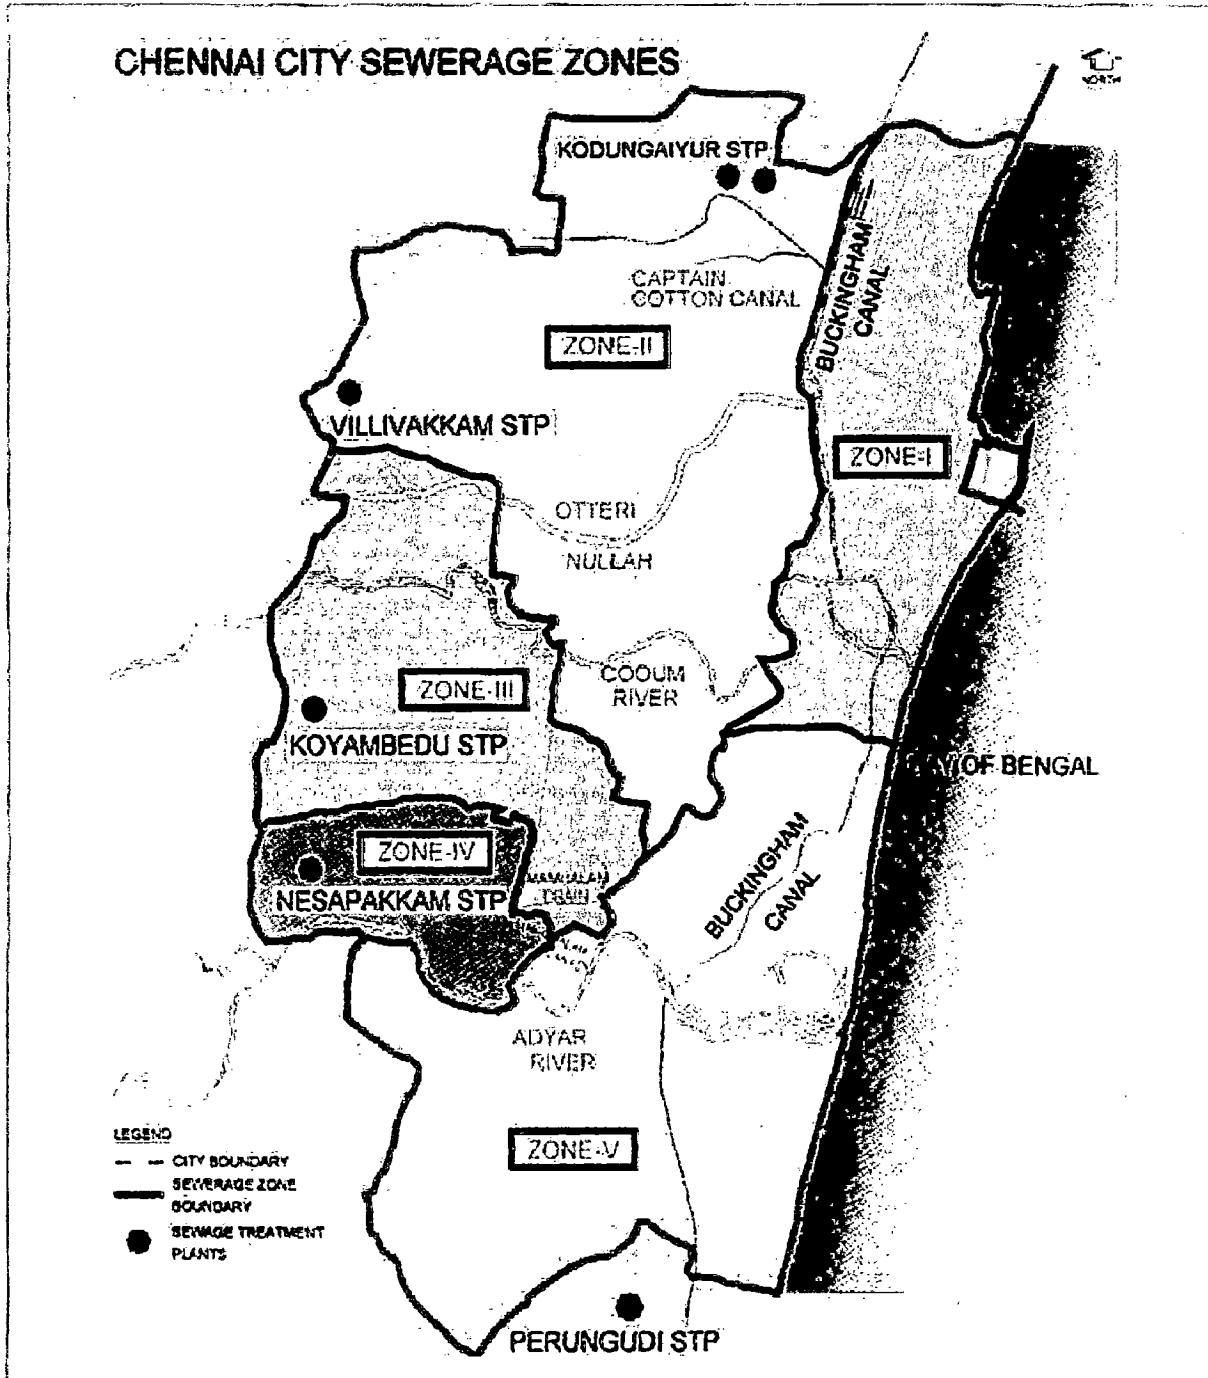 CHENNAI CITY SEWERAGE ZONES
NORTH
KODUNGAIYUR STP
BUCKINGHAM
CANAL
CAPTAIN
COTTON CANAL
ZONE-II
VILLIVAKKAM STP
ZONE-I
OTTERI
NULLAH
COOUM
RIVER
ZONE-III
KOYAMBEDU STP
OF BENGAL
ZONE-IV
BUCKINGHAM
CANAL
DRAIN
NESAPAKKAM STP
ADYAR
RIVER
LEGEND
CITY BOUNDARY
SEWERAGE ZONE
BOUNDARY
SEWAGE TREATMENT
PLANTS
ZONE-V
PERUNGUDI STP